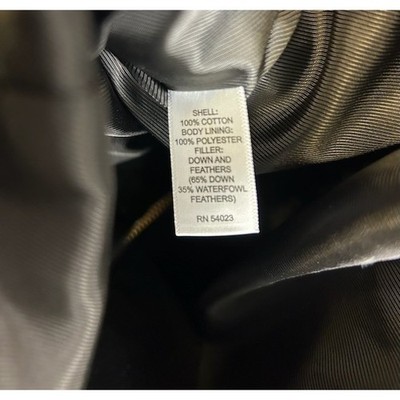 SHELL:
100% COTTON
BODY LINING:
100% POLYESTER
FILLER:
DOWN AND
FEATHERS
(65% DOWN
35% WATERFOWL
FEATHERS)
RN 54023